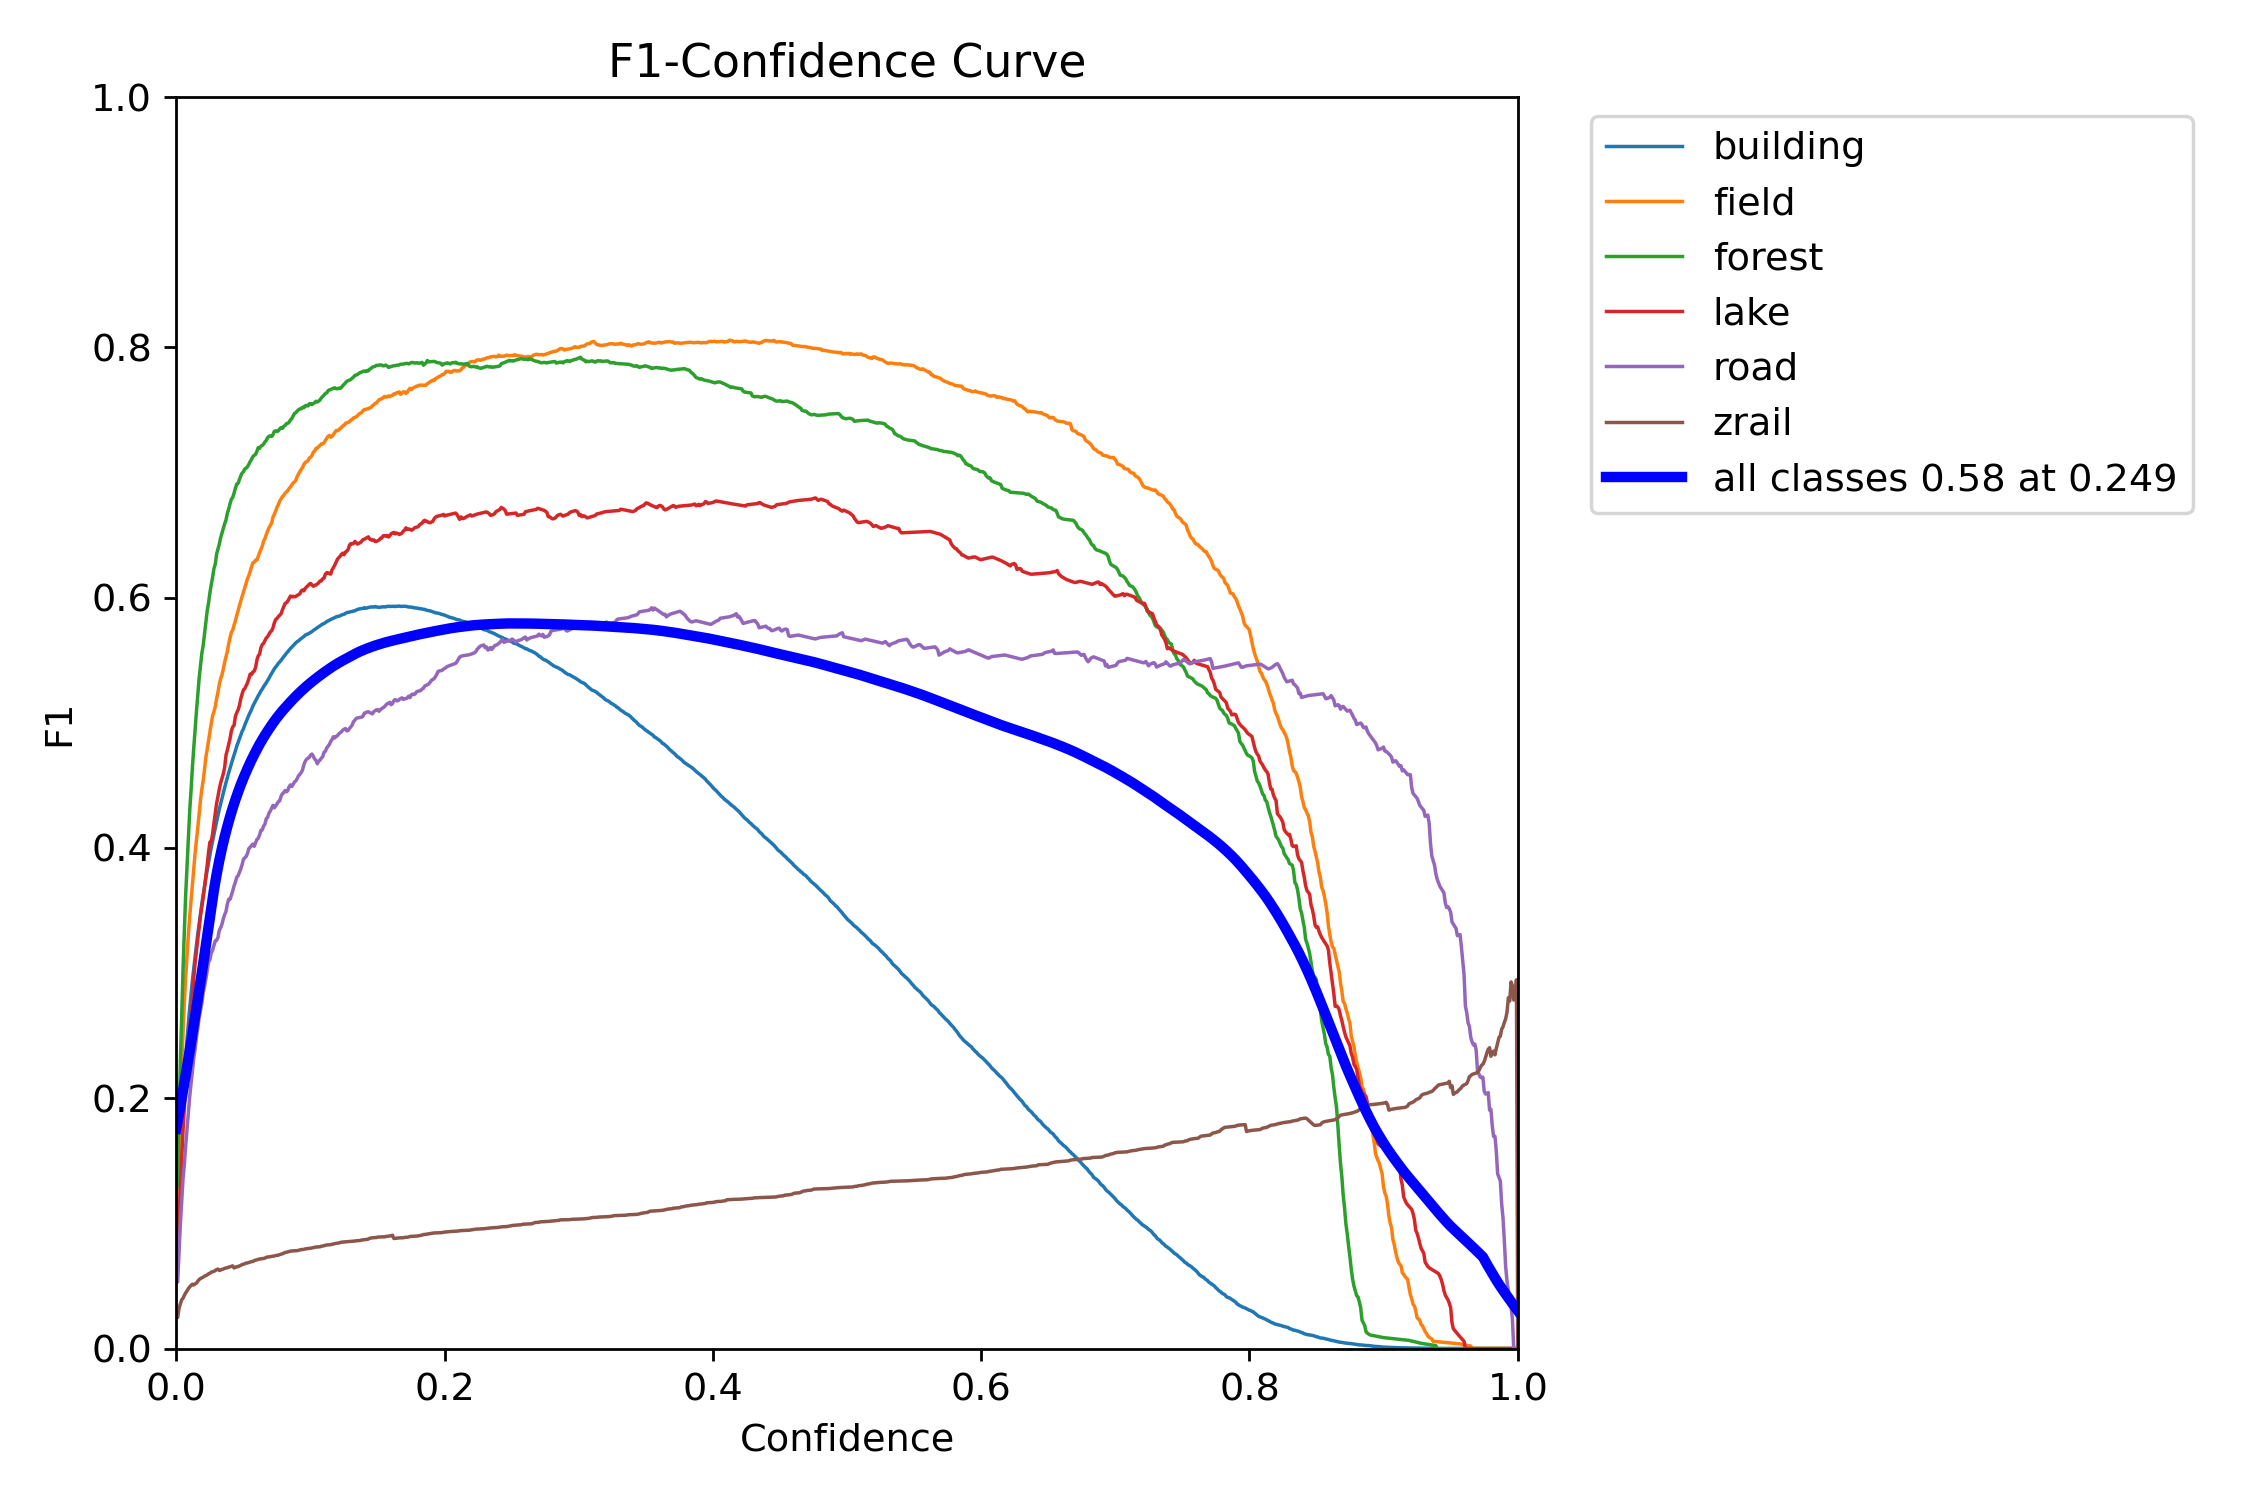 F1-Confidence Curve
1.0
0.8
0.6
0.4
0.2
0.0
F1
0.0 0.2 0.4 0.6 0.8 1.0
Confidence
building
field
forest
lake
road
zrail
all classes 0.58 at 0.249